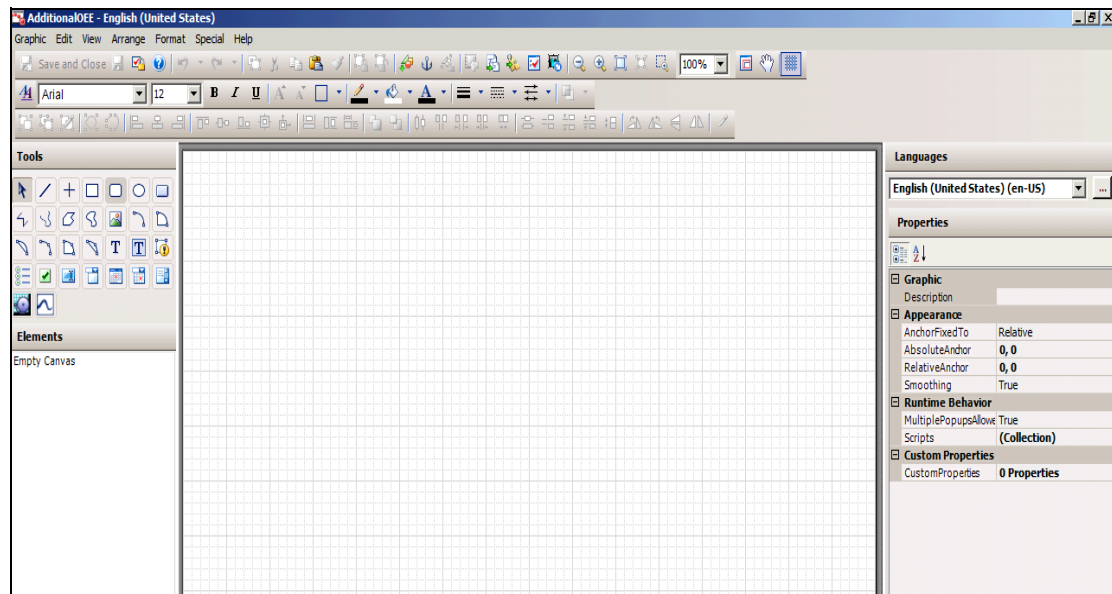 AdditionalOEE - English (United States)
Graphic Edit View Arrange Format Special Help
Save and Close 100%
Arial 12 B I U A A A
Tools
T T
Elements
Empty Canvas
Languages
English (United States) (en-US) ...
Properties
Graphic
Description
Appearance
AnchorFixedTo Relative
AbsoluteAnchor 0, 0
RelativeAnchor 0, 0
Smoothing True
Runtime Behavior
MultiplePopupsAllowe True
Scripts (Collection)
Custom Properties
CustomProperties 0 Properties